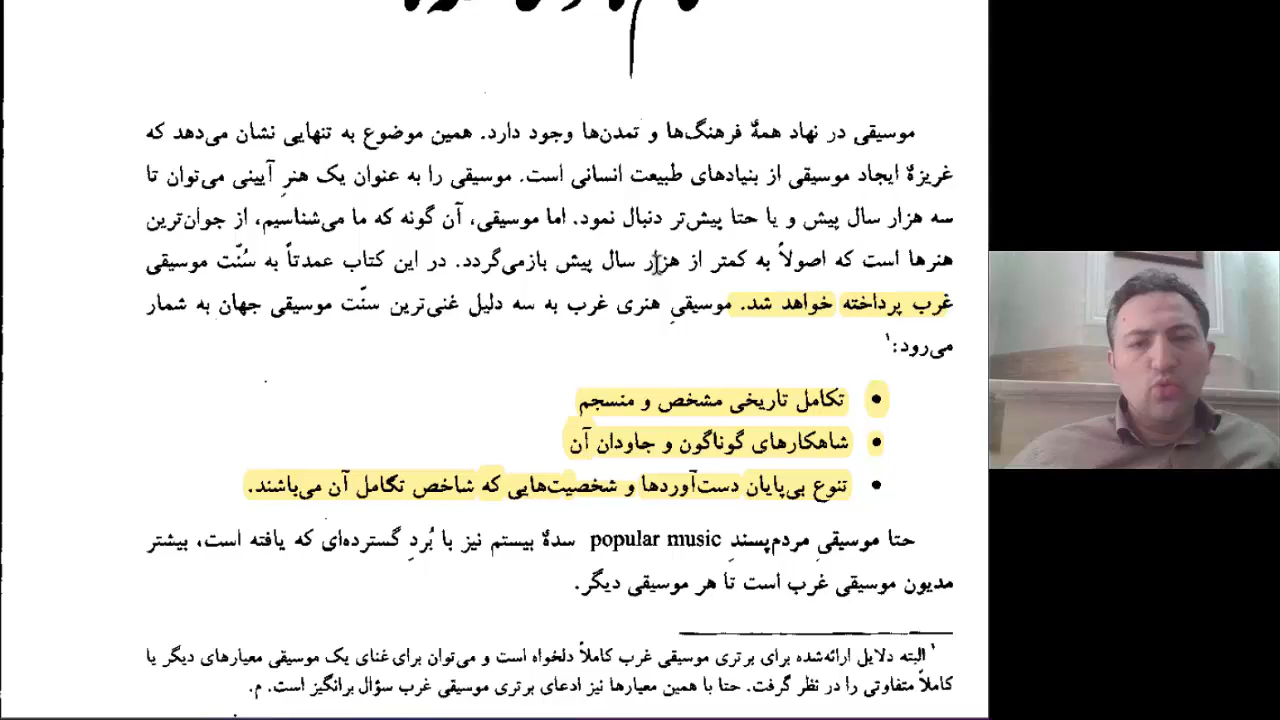 موسیقی در نهاد همهٔ فرهنگ‌ها و تمدن‌ها وجود دارد. همین موضوع به تنهایی نشان می‌دهد که
غریزهٔ ایجاد موسیقی از بنیادهای طبیعت انسانی است. موسیقی را به عنوان یک هنرِ آیینی می‌توان تا
سه هزار سال پیش و یا حتا پیش‌تر دنبال نمود. اما موسیقی، آن گونه که ما می‌شناسیم، از جوان‌ترین
هنرها است که اصولاً به کمتر از هزار سال پیش بازمی‌گردد. در این کتاب عمدتاً به سُنّت موسیقی
غرب پرداخته خواهد شد. موسیقیِ هنری غرب به سه دلیل غنی‌ترین سنّت موسیقی جهان به شمار
می‌رود:۱
• تکامل تاریخی مشخص و منسجم
• شاهکارهای گوناگون و جاودان آن
• تنوع بی‌پایان دست‌آوردها و شخصیت‌هایی که شاخص تکامل آن می‌باشند.
حتا موسیقیِ مردم‌پسندِ popular music سدهٔ بیستم نیز با بُردِ گسترده‌ای که یافته است، بیشتر
مدیون موسیقی غرب است تا هر موسیقی دیگر.
۱ البته دلایل ارائه‌شده برای برتری موسیقی غرب کاملاً دلخواه است و می‌توان برای غنای یک موسیقی معیارهای دیگر یا
کاملاً متفاوتی را در نظر گرفت. حتا با همین معیارها نیز ادعای برتری موسیقی غرب سؤال برانگیز است. م.